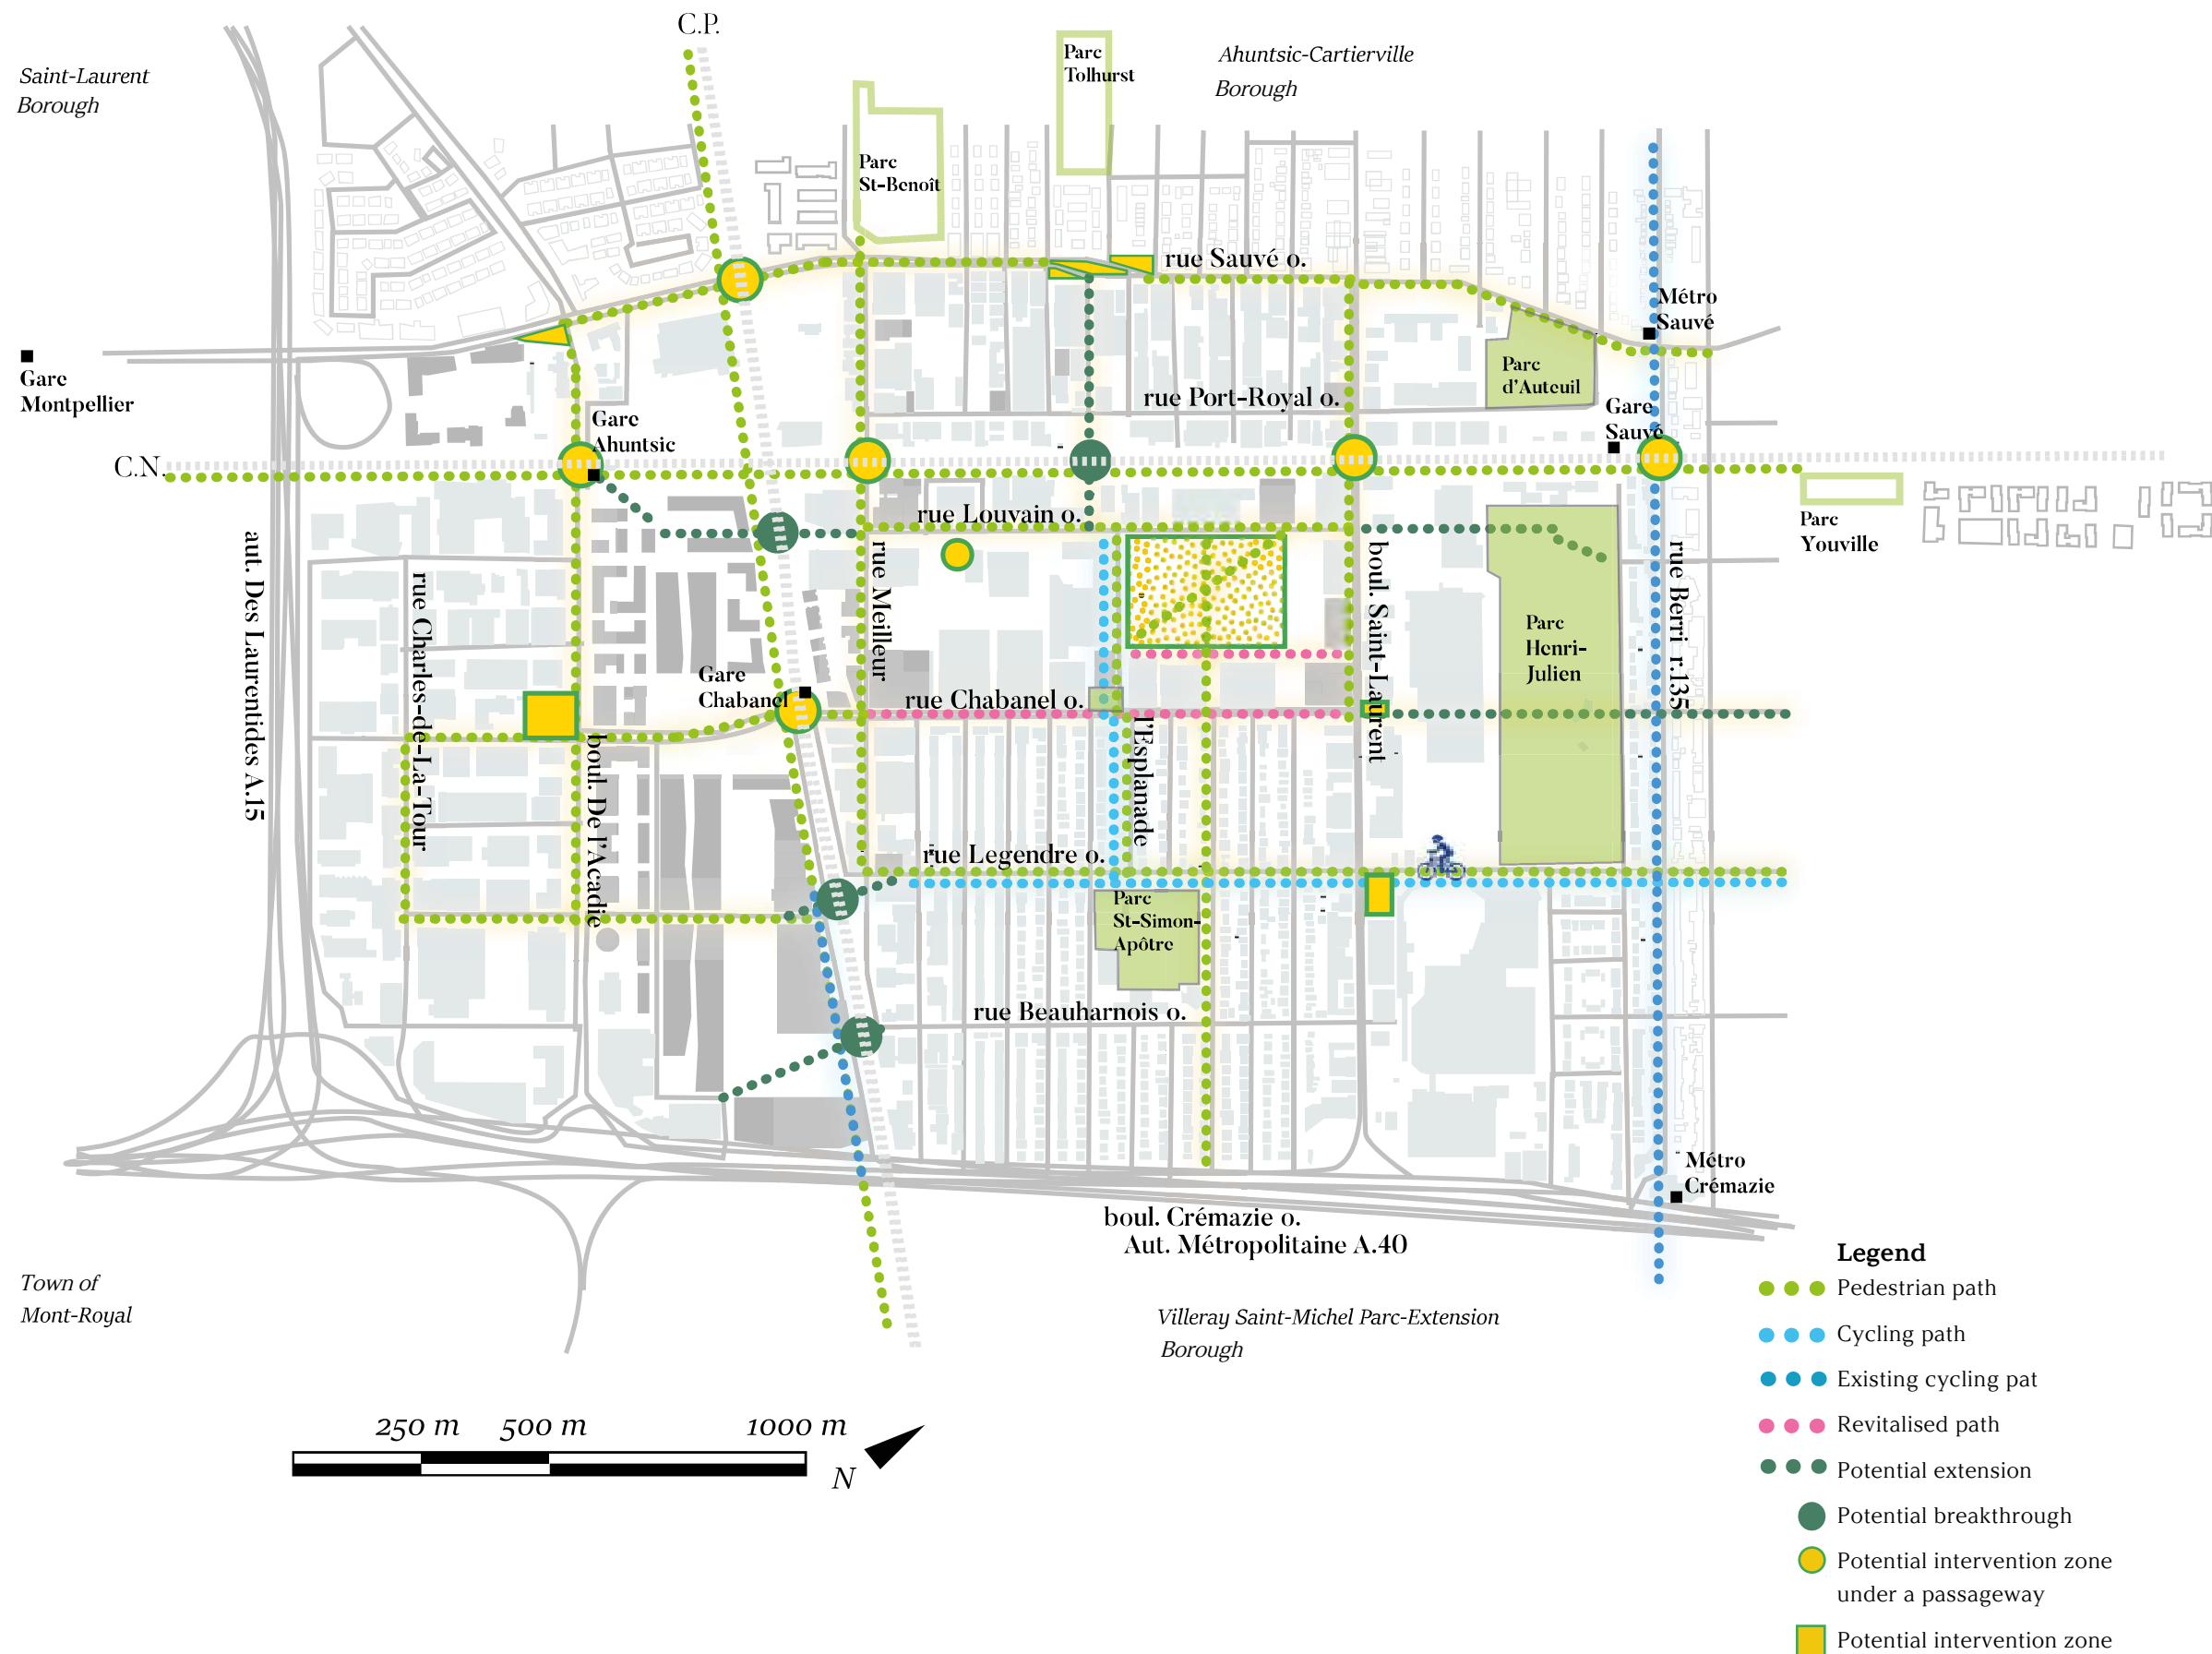 C.P.
Saint-Laurent
Borough
Parc
Tolhurst
Ahuntsic-Cartierville
Borough
Parc
St-Benoît
rue Sauvé o.
Métro
Sauvé
Gare
Montpellier
Parc
d'Auteuil
rue Port-Royal o.
Gare
Sauvé
Gare
Ahuntsic
C.N.
rue Louvain o.
Parc
Youville
aut. Des Laurentides A.15
rue Charles-de-La-Tour
rue Meilleur
boul. Saint-Laurent
rue Berri r.135
Parc
Henri-
Julien
Gare
Chabanel
rue Chabanel o.
boul. De l'Acadie
l'Esplanade
rue Legendre o.
Parc
St-Simon-
Apôtre
rue Beauharnois o.
Métro
Crémazie
boul. Crémazie o.
Aut. Métropolitaine A.40
Town of
Mont-Royal
Villeray Saint-Michel Parc-Extension
Borough
Legend
Pedestrian path
Cycling path
Existing cycling pat
Revitalised path
Potential extension
Potential breakthrough
Potential intervention zone
under a passageway
Potential intervention zone
250 m 500 m 1000 m
N